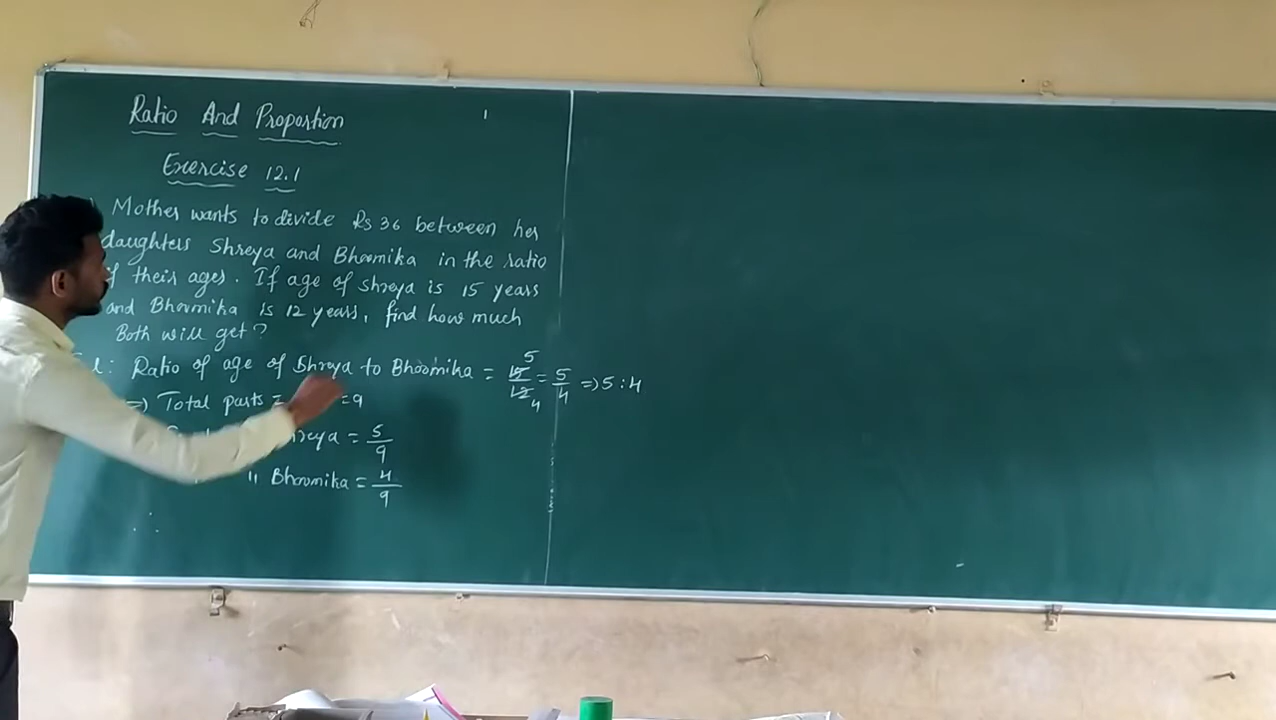 Ratio And Proportion
Exercise 12.1
Mother wants to divide Rs 36 between her
daughters Shreya and Bhoomika in the ratio
their ages. If age of shreya is 15 years
and Bhoomika is 12 years, find how much
Both will get?
Ratio of age of Shreya to Bhoomika = 15/12 5 4 = 5/4 => 5 : 4
=> Total parts = = 9
= 5/9
" Bhoomika = 4/9
∴